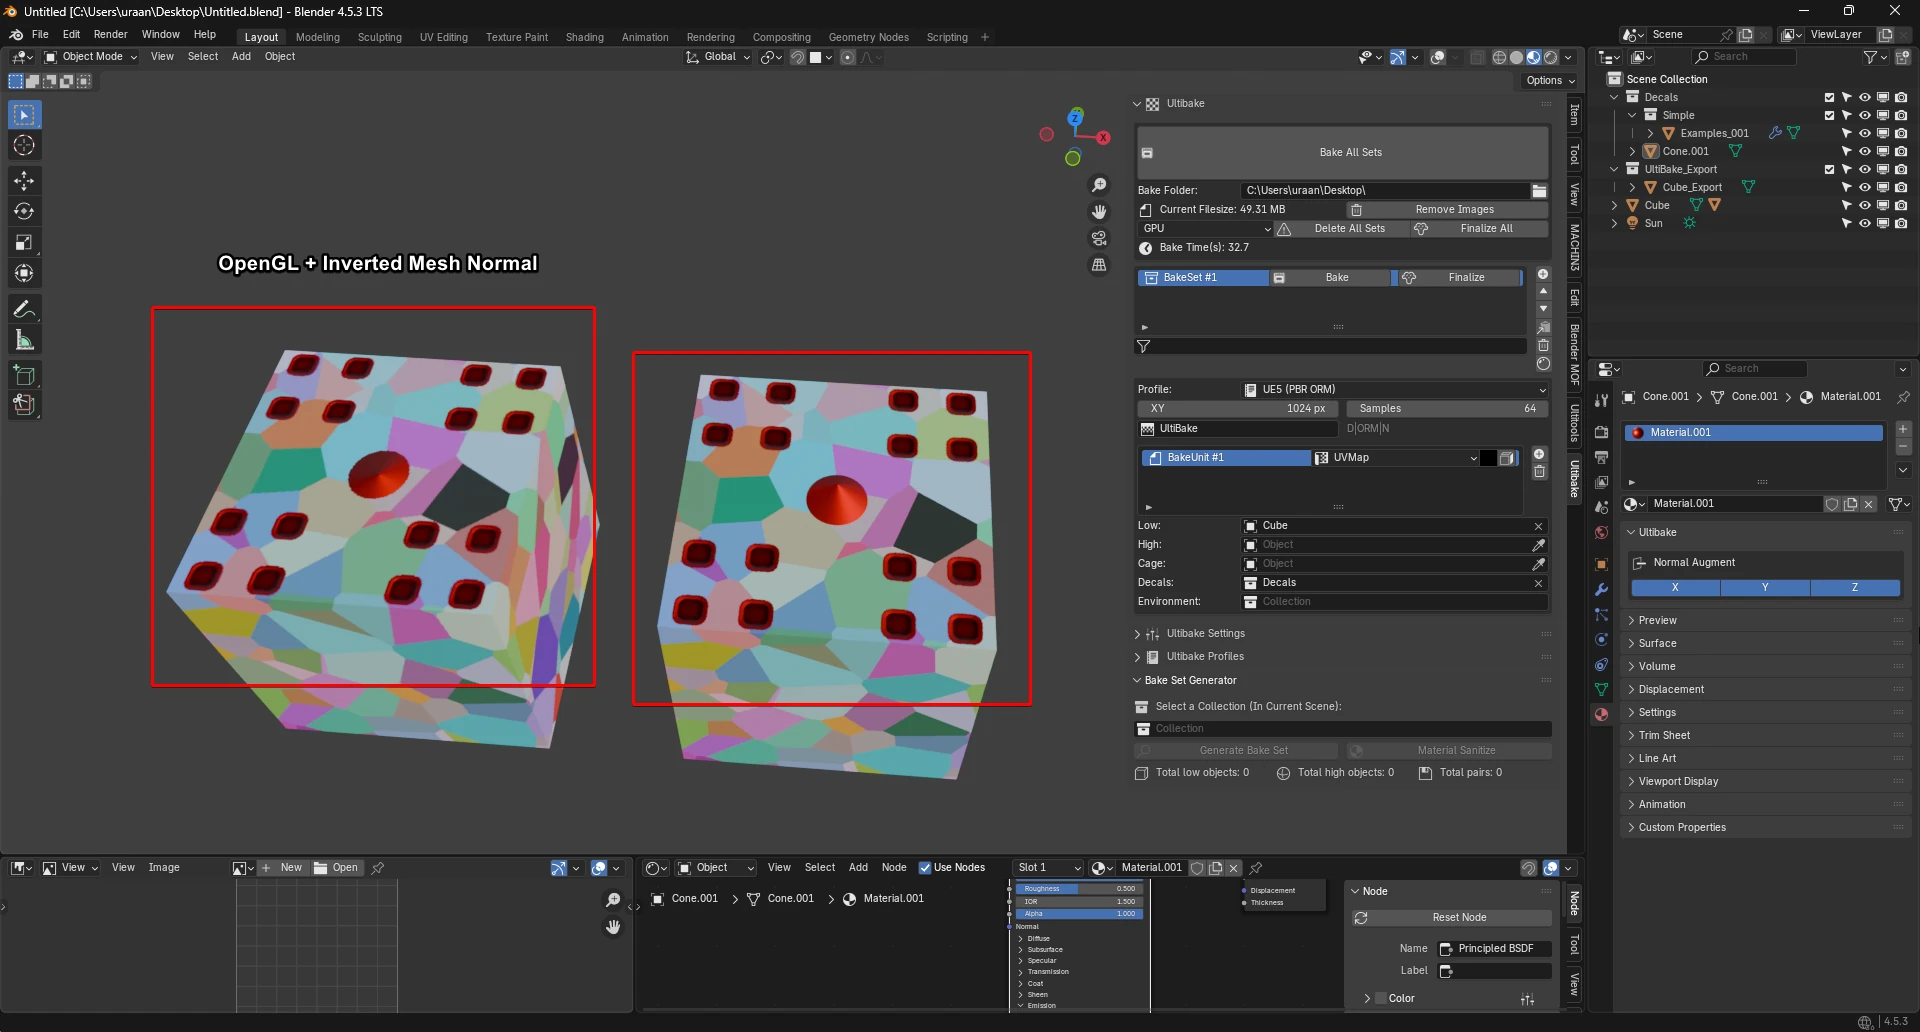 Untitled [C:\Users\uraan\Desktop\Untitled.blend] - Blender 4.5.3 LTS
File Edit Render Window Help Layout Modeling Sculpting UV Editing Texture Paint Shading Animation Rendering Compositing Geometry Nodes Scripting + Scene ViewLayer
Object Mode View Select Add Object Global Search
Options
Scene Collection
Decals
Simple
Examples_001
Cone.001
UltiBake_Export
Cube_Export
Cube
Sun
Z
X
OpenGL + Inverted Mesh Normal
Ultibake
Bake All Sets
Bake Folder: C:\Users\uraan\Desktop\
Current Filesize: 49.31 MB Remove Images
GPU Delete All Sets Finalize All
Bake Time(s): 32.7
BakeSet #1 Bake Finalize
Profile: UE5 (PBR ORM)
XY 1024 px Samples 64
UltiBake D|ORM|N
BakeUnit #1 UVMap
Low: Cube
High: Object
Cage: Object
Decals: Decals
Environment: Collection
Ultibake Settings
Ultibake Profiles
Bake Set Generator
Select a Collection (In Current Scene):
Collection
Generate Bake Set Material Sanitize
Total low objects: 0 Total high objects: 0 Total pairs: 0
Item
Tool
View
MACHIN3
Edit
Blender MOF
Ultitools
Ultibake
Search
Cone.001 Cone.001 Material.001
Material.001
Material.001
Ultibake
Normal Augment
X Y Z
Preview
Surface
Volume
Displacement
Settings
Trim Sheet
Line Art
Viewport Display
Animation
Custom Properties
View View Image New Open
Object View Select Add Node Use Nodes Slot 1 Material.001
Cone.001 Cone.001 Material.001
Roughness 0.500
IOR 1.500
Alpha 1.000
Normal
Diffuse
Subsurface
Specular
Transmission
Coat
Sheen
Emission
Displacement
Thickness
Node
Reset Node
Name Principled BSDF
Label
Color
Node
Tool
View
4.5.3